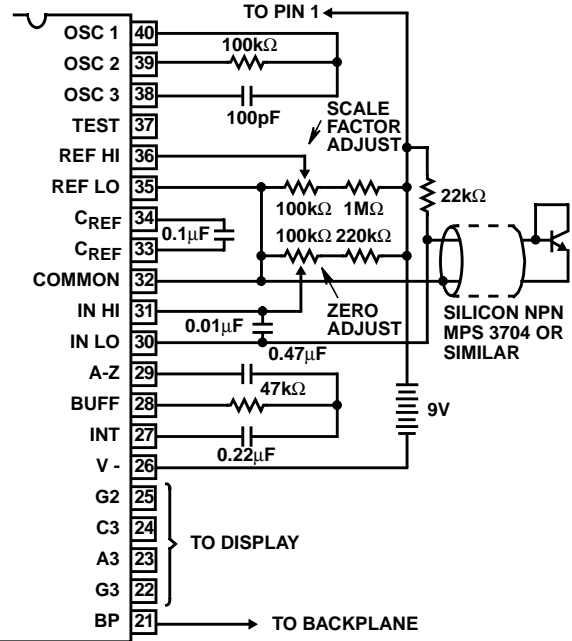 TO PIN 1
OSC 1 40
100kΩ
OSC 2 39
OSC 3 38
100pF
TEST 37
SCALE
FACTOR
ADJUST
REF HI 36
REF LO 35
100kΩ 1MΩ
22kΩ
CREF 34
0.1μF
CREF 33
100kΩ 220kΩ
COMMON 32
IN HI 31
ZERO
ADJUST
0.01μF
IN LO 30
SILICON NPN
MPS 3704 OR
SIMILAR
0.47μF
A-Z 29
47kΩ
BUFF 28
9V
INT 27
0.22μF
V - 26
G2 25
C3 24
TO DISPLAY
A3 23
G3 22
BP 21
TO BACKPLANE